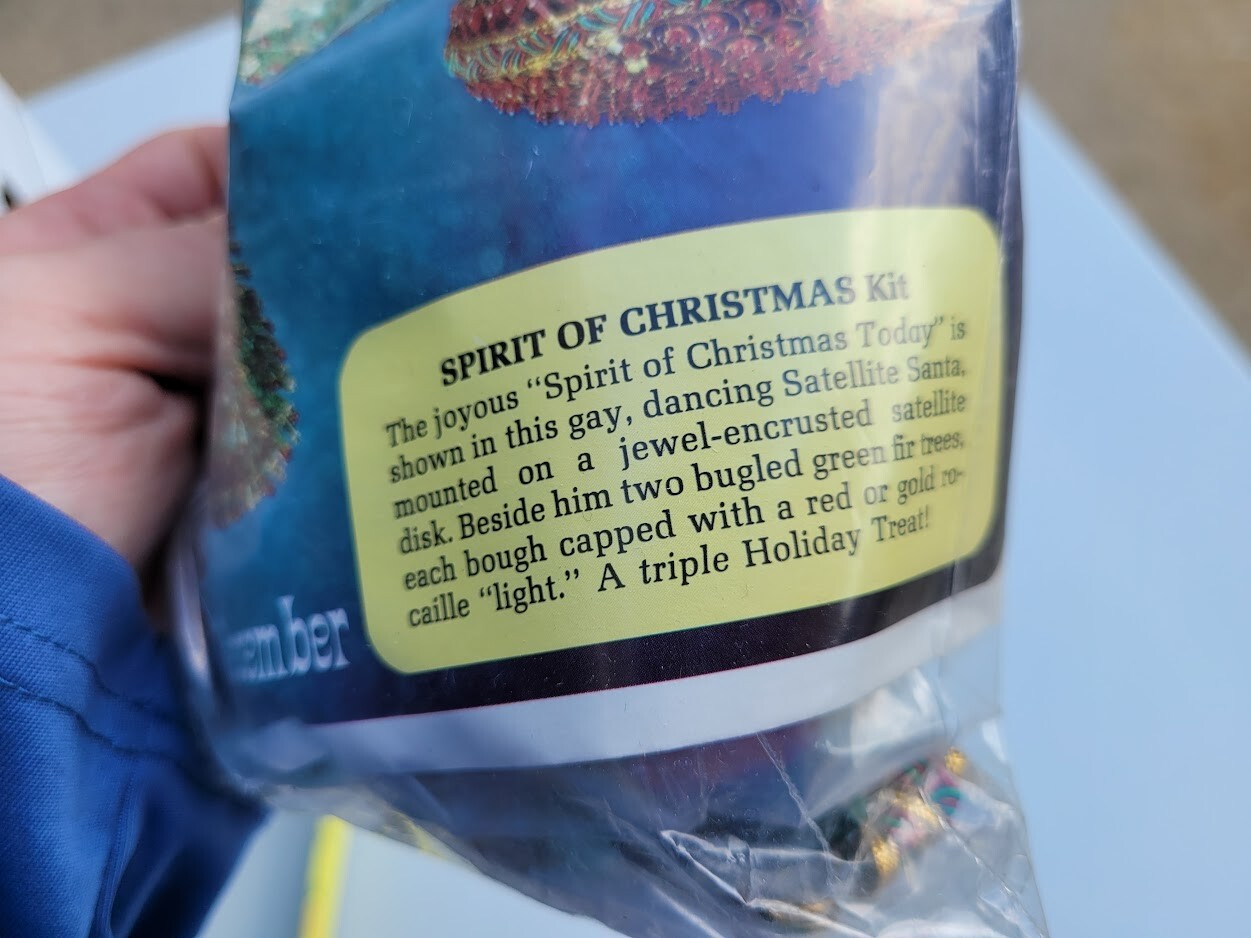 SPIRIT OF CHRISTMAS Kit
The joyous “Spirit of Christmas Today” is
shown in this gay, dancing Satellite Santa,
mounted on a jewel-encrusted satellite
disk. Beside him two bugled green fir trees,
each bough capped with a red or gold ro-
caille “light.” A triple Holiday Treat!
ember